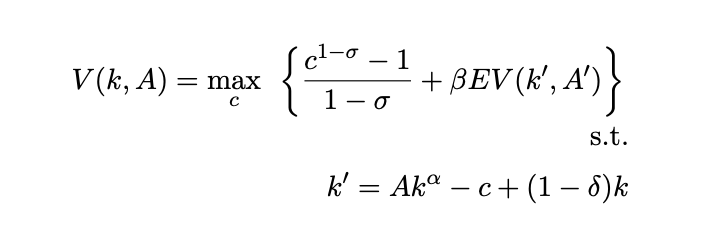 V(k, A) = max_c { (c^{1−σ} − 1)/(1 − σ) + βEV(k′, A′) }
s.t.
k′ = Ak^α − c + (1 − δ)k